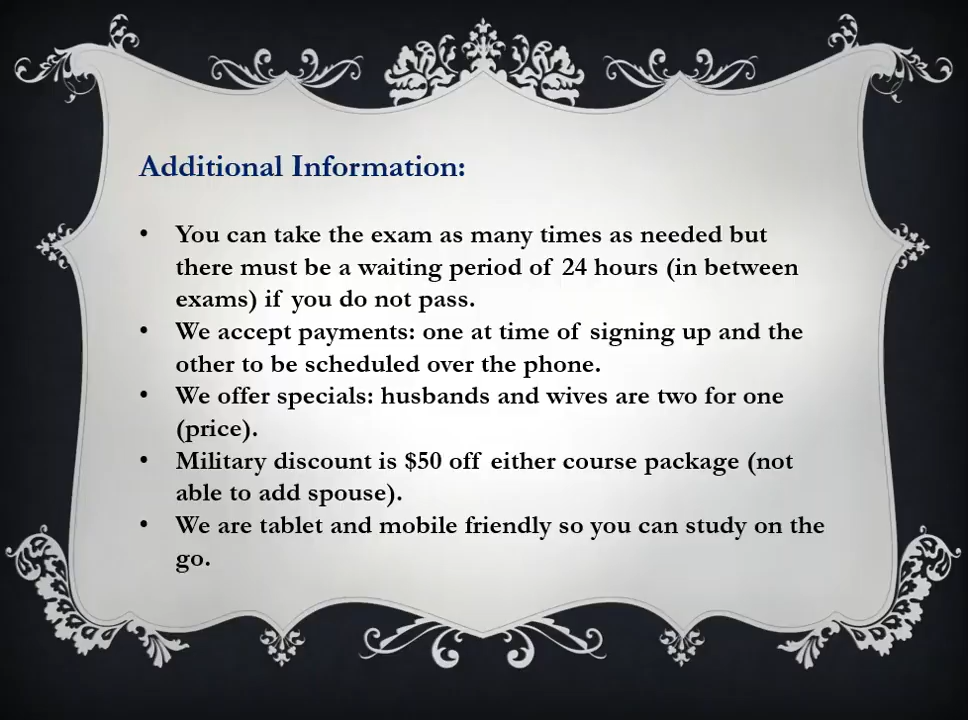 Additional Information:
• You can take the exam as many times as needed but
there must be a waiting period of 24 hours (in between
exams) if you do not pass.
• We accept payments: one at time of signing up and the
other to be scheduled over the phone.
• We offer specials: husbands and wives are two for one
(price).
• Military discount is $50 off either course package (not
able to add spouse).
• We are tablet and mobile friendly so you can study on the
go.